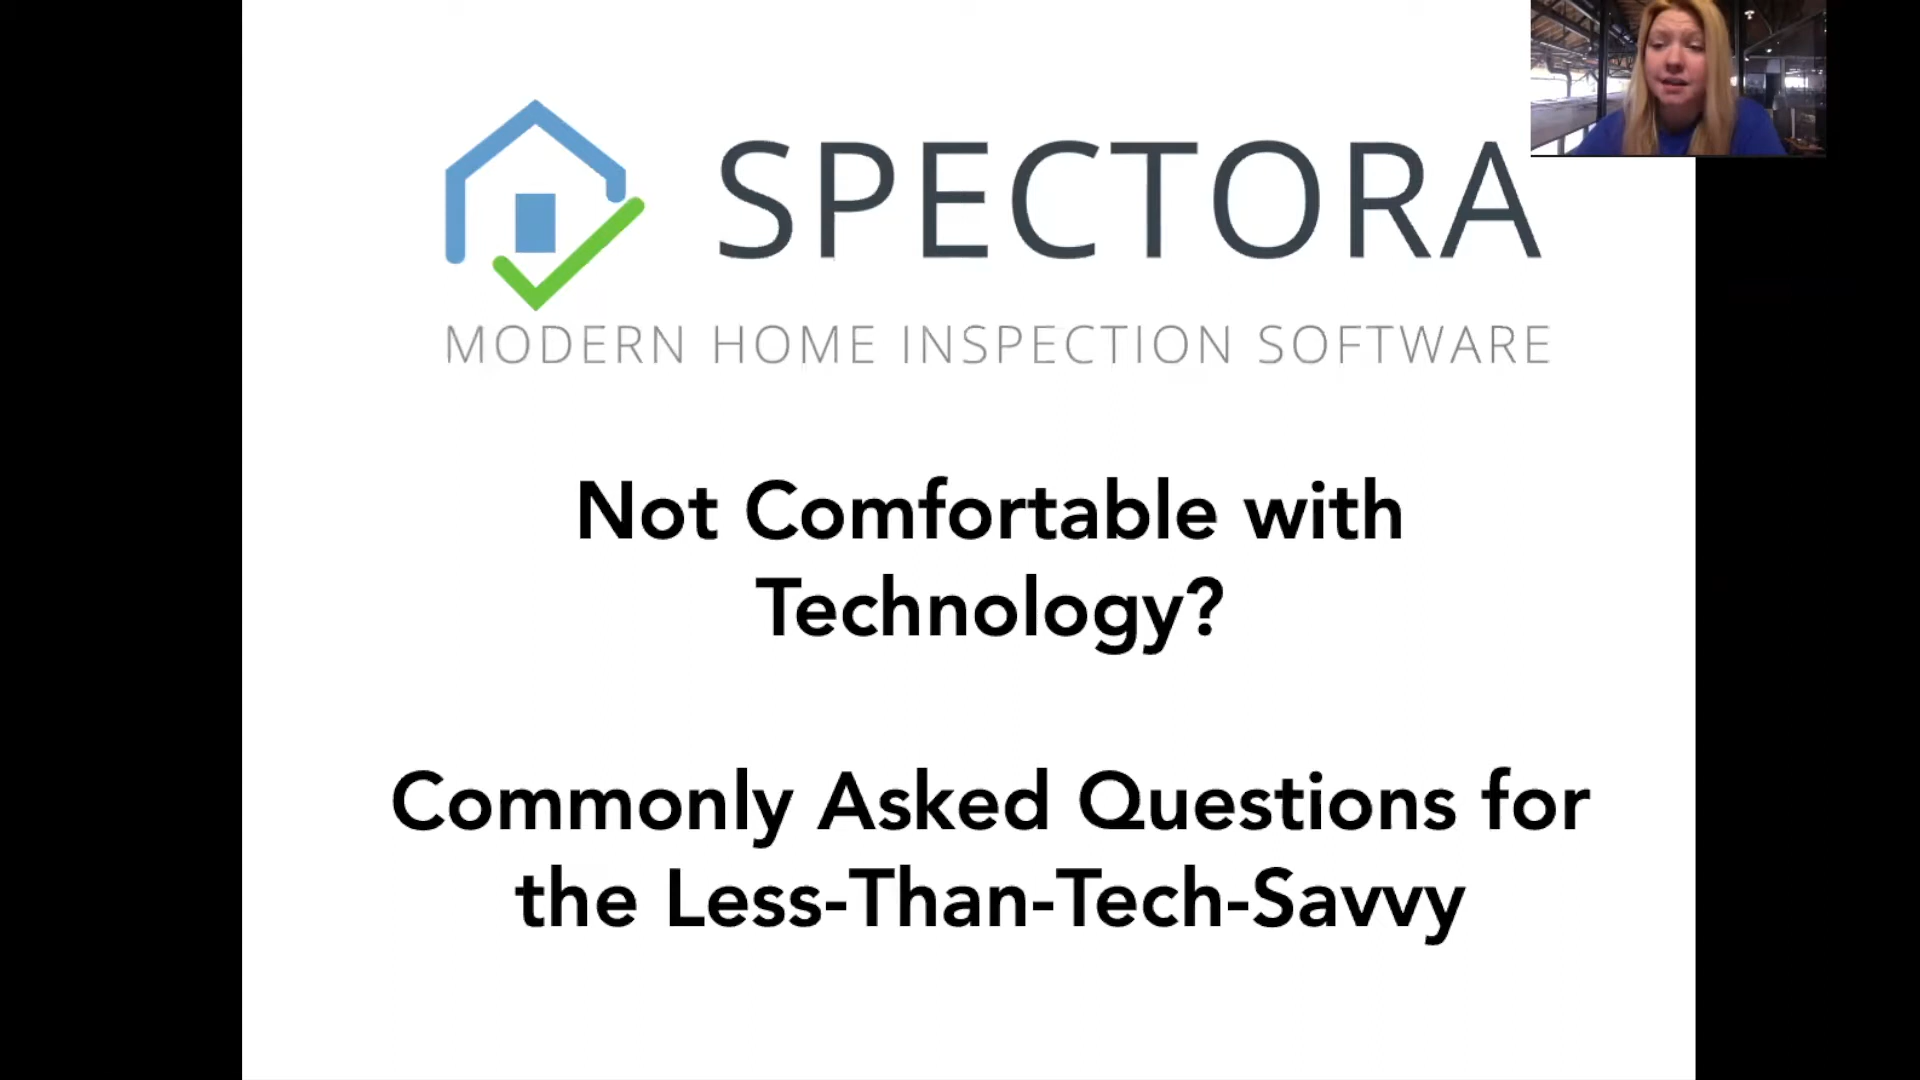 SPECTORA
MODERN HOME INSPECTION SOFTWARE
Not Comfortable with
Technology?
Commonly Asked Questions for
the Less-Than-Tech-Savvy